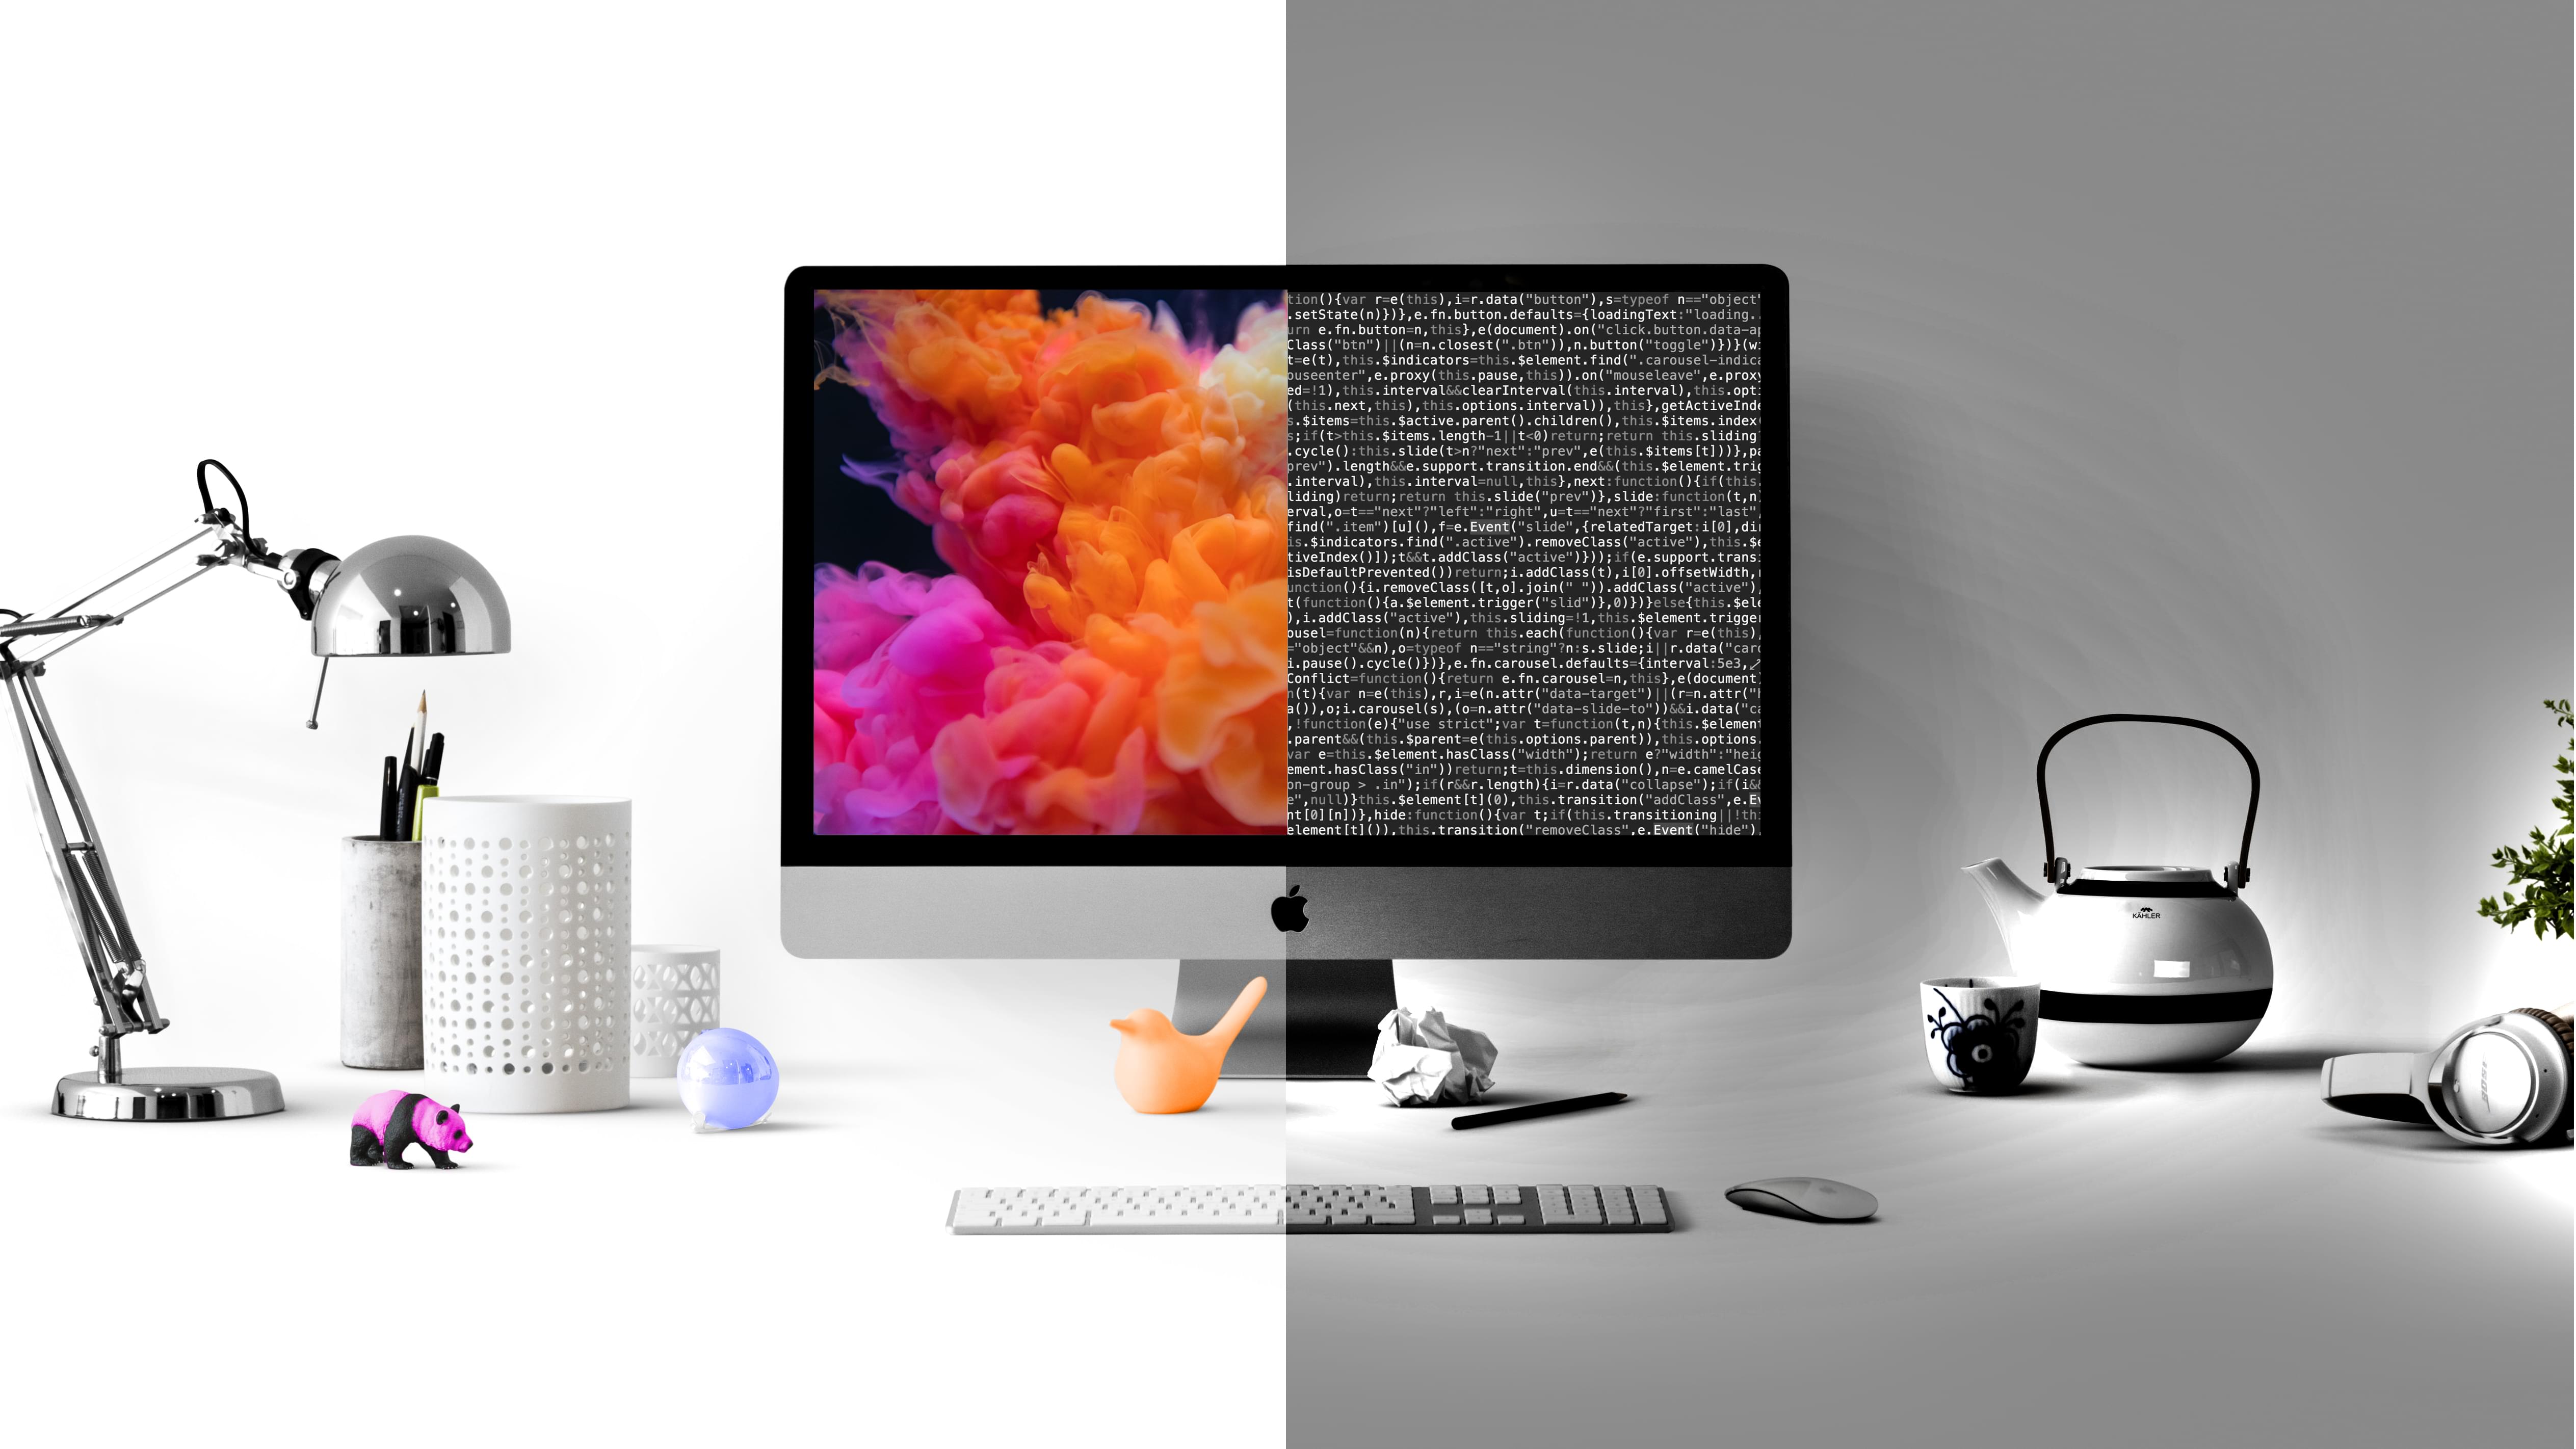 tion(){var r=e(this),i=r.data("button"),s=typeof n=="object"
.setState(n)})},e.fn.button.defaults={loadingText:"loading.
urn e.fn.button=n,this},e(document).on("click.button.data-ap
Class("btn")||(n=n.closest(".btn")),n.button("toggle")})}(w
t=e(t),this.$indicators=this.$element.find(".carousel-indica
ouseenter",e.proxy(this.pause,this)).on("mouseleave",e.proxy
ed=!1),this.interval&&clearInterval(this.interval),this.opt
(this.next,this),this.options.interval)),this},getActiveInde
s.$items=this.$active.parent().children(),this.$items.index
s;if(t>this.$items.length-1||t<0)return;return this.sliding
.cycle():this.slide(t>n?"next":"prev",e(this.$items[t]))},pa
prev").length&&e.support.transition.end&&(this.$element.trig
.interval),this.interval=null,this},next:function(){if(this.
liding)return;return this.slide("prev")},slide:function(t,n)
erval,o=t=="next"?"left":"right",u=t=="next"?"first":"last",
find(".item")[u](),f=e.Event("slide",{relatedTarget:i[0],di
is.$indicators.find(".active").removeClass("active"),this.$e
tiveIndex()]);t&&t.addClass("active")}));if(e.support.trans
isDefaultPrevented())return;i.addClass(t),i[0].offsetWidth,
unction(){i.removeClass([t,o].join(" ")).addClass("active"),
t(function(){a.$element.trigger("slid")},0)})}else{this.$ele
),i.addClass("active"),this.sliding=!1,this.$element.trigge
ousel=function(n){return this.each(function(){var r=e(this),
="object"&&n),o=typeof n=="string"?n:s.slide;i||r.data("caro
i.pause().cycle()})},e.fn.carousel.defaults={interval:5e3,
Conflict=function(){return e.fn.carousel=n,this},e(document)
n(t){var n=e(this),r,i=e(n.attr("data-target")||(r=n.attr("h
a()),o;i.carousel(s),(o=n.attr("data-slide-to"))&&i.data("ca
,!function(e){"use strict";var t=function(t,n){this.$element
.parent&&(this.$parent=e(this.options.parent)),this.options.
var e=this.$element.hasClass("width");return e?"width":"heig
ement.hasClass("in"))return;t=this.dimension(),n=e.camelCase
on-group > .in");if(r&&r.length){i=r.data("collapse");if(i&&
e",null)}this.$element[t](0),this.transition("addClass",e.Ev
nt[0][n])},hide:function(){var t;if(this.transitioning||!th
element[t]()),this.transition("removeClass",e.Event("hide"),
KÄHLER
BOSE